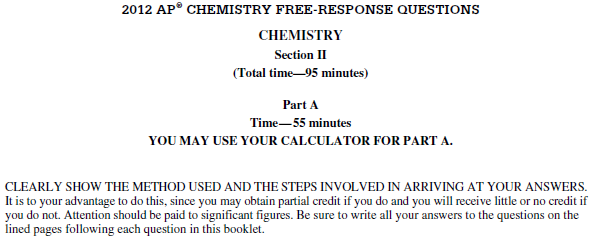 2012 AP® CHEMISTRY FREE-RESPONSE QUESTIONS
CHEMISTRY
Section II
(Total time—95 minutes)
Part A
Time—55 minutes
YOU MAY USE YOUR CALCULATOR FOR PART A.
CLEARLY SHOW THE METHOD USED AND THE STEPS INVOLVED IN ARRIVING AT YOUR ANSWERS.
It is to your advantage to do this, since you may obtain partial credit if you do and you will receive little or no credit if
you do not. Attention should be paid to significant figures. Be sure to write all your answers to the questions on the
lined pages following each question in this booklet.